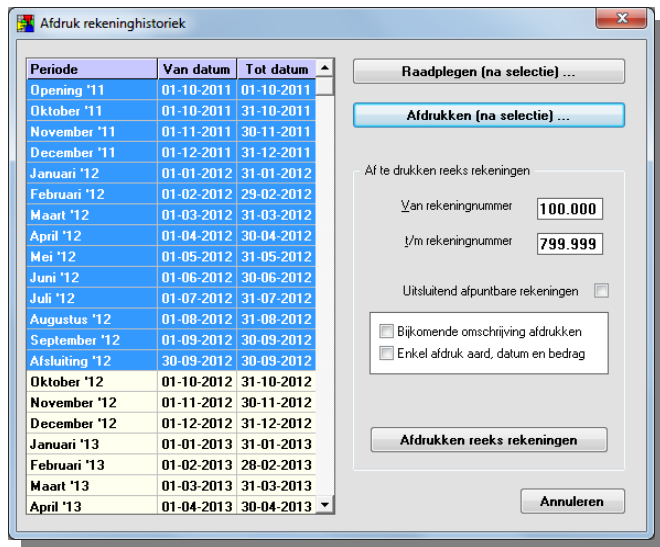 Afdruk rekeninghistoriek
Periode Van datum Tot datum
Opening '11 01-10-2011 01-10-2011
Oktober '11 01-10-2011 31-10-2011
November '11 01-11-2011 30-11-2011
December '11 01-12-2011 31-12-2011
Januari '12 01-01-2012 31-01-2012
Februari '12 01-02-2012 29-02-2012
Maart '12 01-03-2012 31-03-2012
April '12 01-04-2012 30-04-2012
Mei '12 01-05-2012 31-05-2012
Juni '12 01-06-2012 30-06-2012
Juli '12 01-07-2012 31-07-2012
Augustus '12 01-08-2012 31-08-2012
September '12 01-09-2012 30-09-2012
Afsluiting '12 30-09-2012 30-09-2012
Oktober '12 01-10-2012 31-10-2012
November '12 01-11-2012 30-11-2012
December '12 01-12-2012 31-12-2012
Januari '13 01-01-2013 31-01-2013
Februari '13 01-02-2013 28-02-2013
Maart '13 01-03-2013 31-03-2013
April '13 01-04-2013 30-04-2013
Raadplegen (na selectie) ...
Afdrukken (na selectie) ...
Af te drukken reeks rekeningen
Van rekeningnummer 100.000
t/m rekeningnummer 799.999
Uitsluitend afpuntbare rekeningen
Bijkomende omschrijving afdrukken
Enkel afdruk aard, datum en bedrag
Afdrukken reeks rekeningen
Annuleren